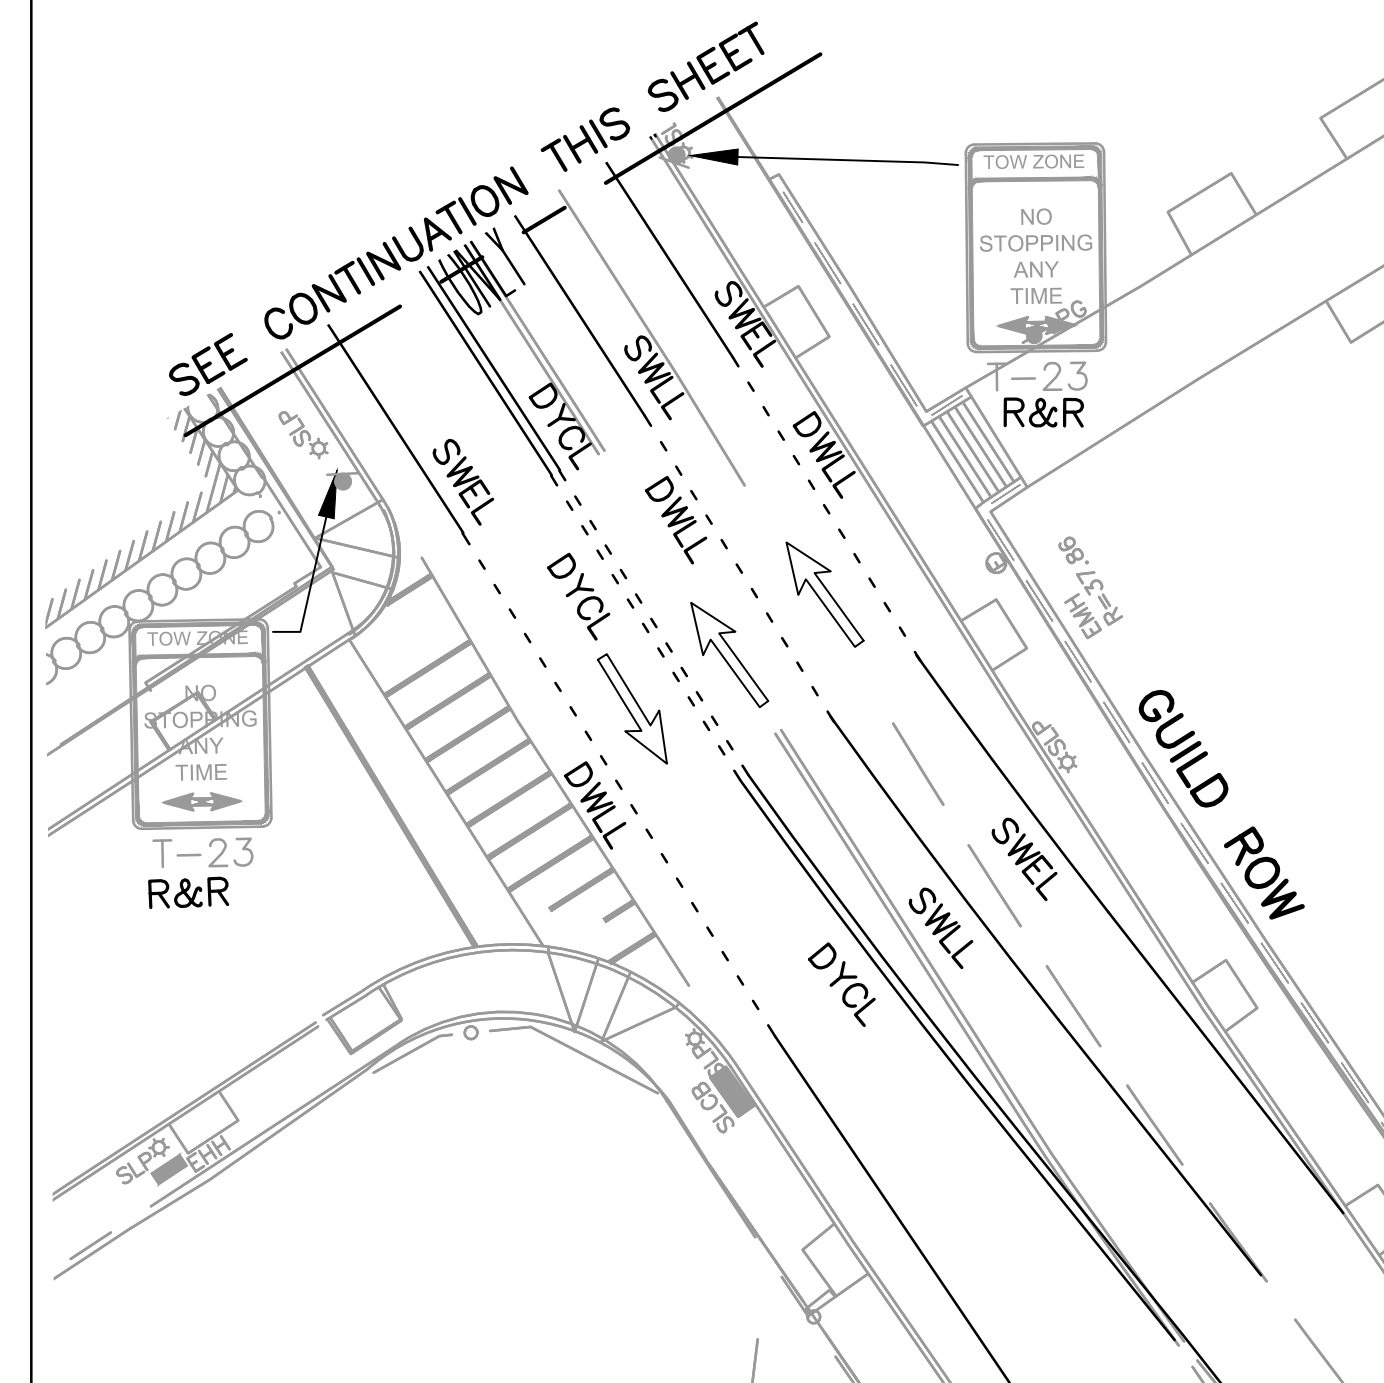 SEE CONTINUATION THIS SHEET
TOW ZONE
NO
STOPPING
ANY
TIME
PG
T-23
R&R
ONLY
SWEL
SWLL
DYCL
SLP
SWEL
DWLL
DWLL
DYCL
EMH
R=37.86
TOW ZONE
NO
STOPPING
ANY
TIME
T-23
R&R
GUILD ROW
SLP
DWLL
SWEL
SWLL
DYCL
SLP
SLCB
SLP
EHH